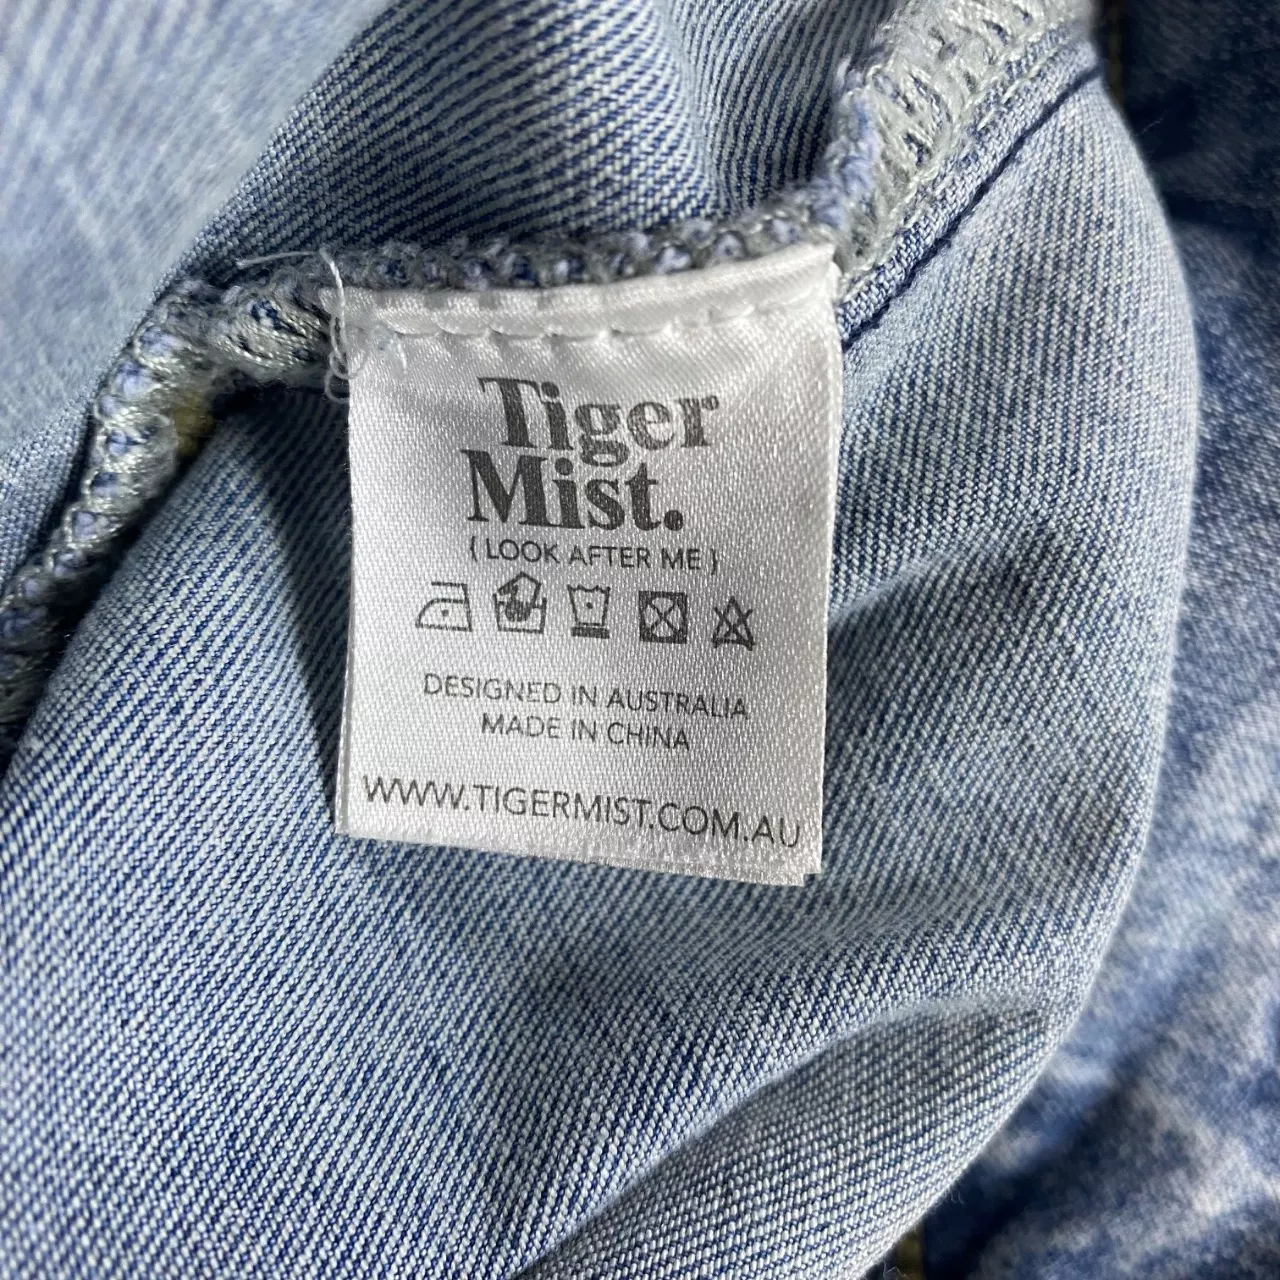 Tiger
Mist.
{ LOOK AFTER ME }
DESIGNED IN AUSTRALIA
MADE IN CHINA
WWW.TIGERMIST.COM.AU